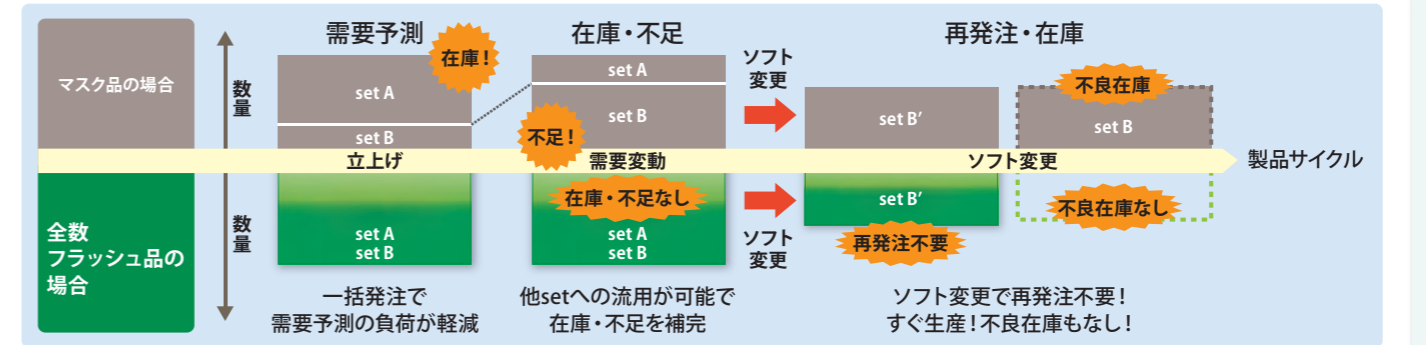 需要予測
在庫・不足
再発注・在庫
マスク品の場合
数量
在庫！
set A
set B
set A
set B
不足！
ソフト
変更
set B′
不良在庫
set B
立上げ
需要変動
ソフト変更
製品サイクル
全数
フラッシュ品の
場合
数量
set A
set B
在庫・不足なし
set A
set B
ソフト
変更
set B′
再発注不要
不良在庫なし
一括発注で
需要予測の負荷が軽減
他setへの流用が可能で
在庫・不足を補完
ソフト変更で再発注不要！
すぐ生産！不良在庫もなし！